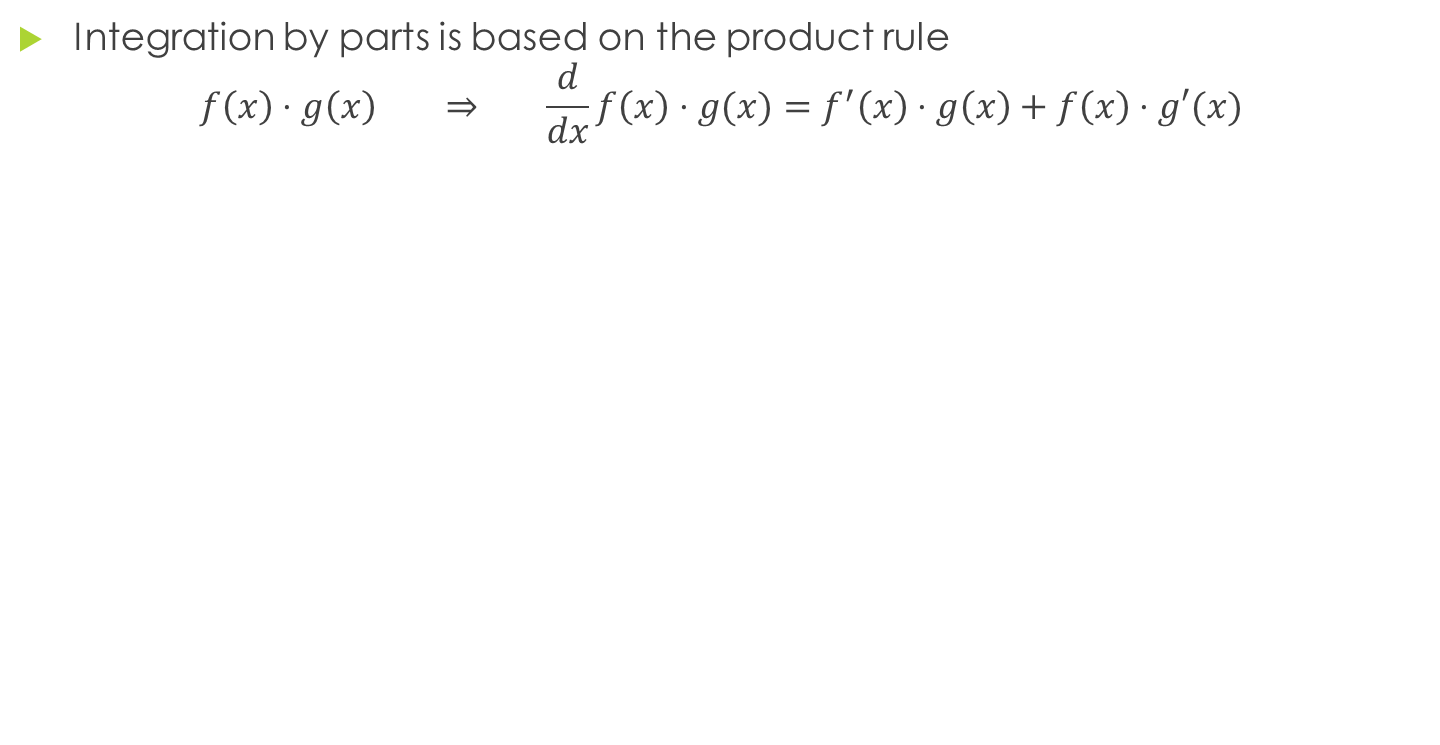 Integration by parts is based on the product rule
f(x) · g(x) ⇒ d/dx f(x) · g(x) = f′(x) · g(x) + f(x) · g′(x)